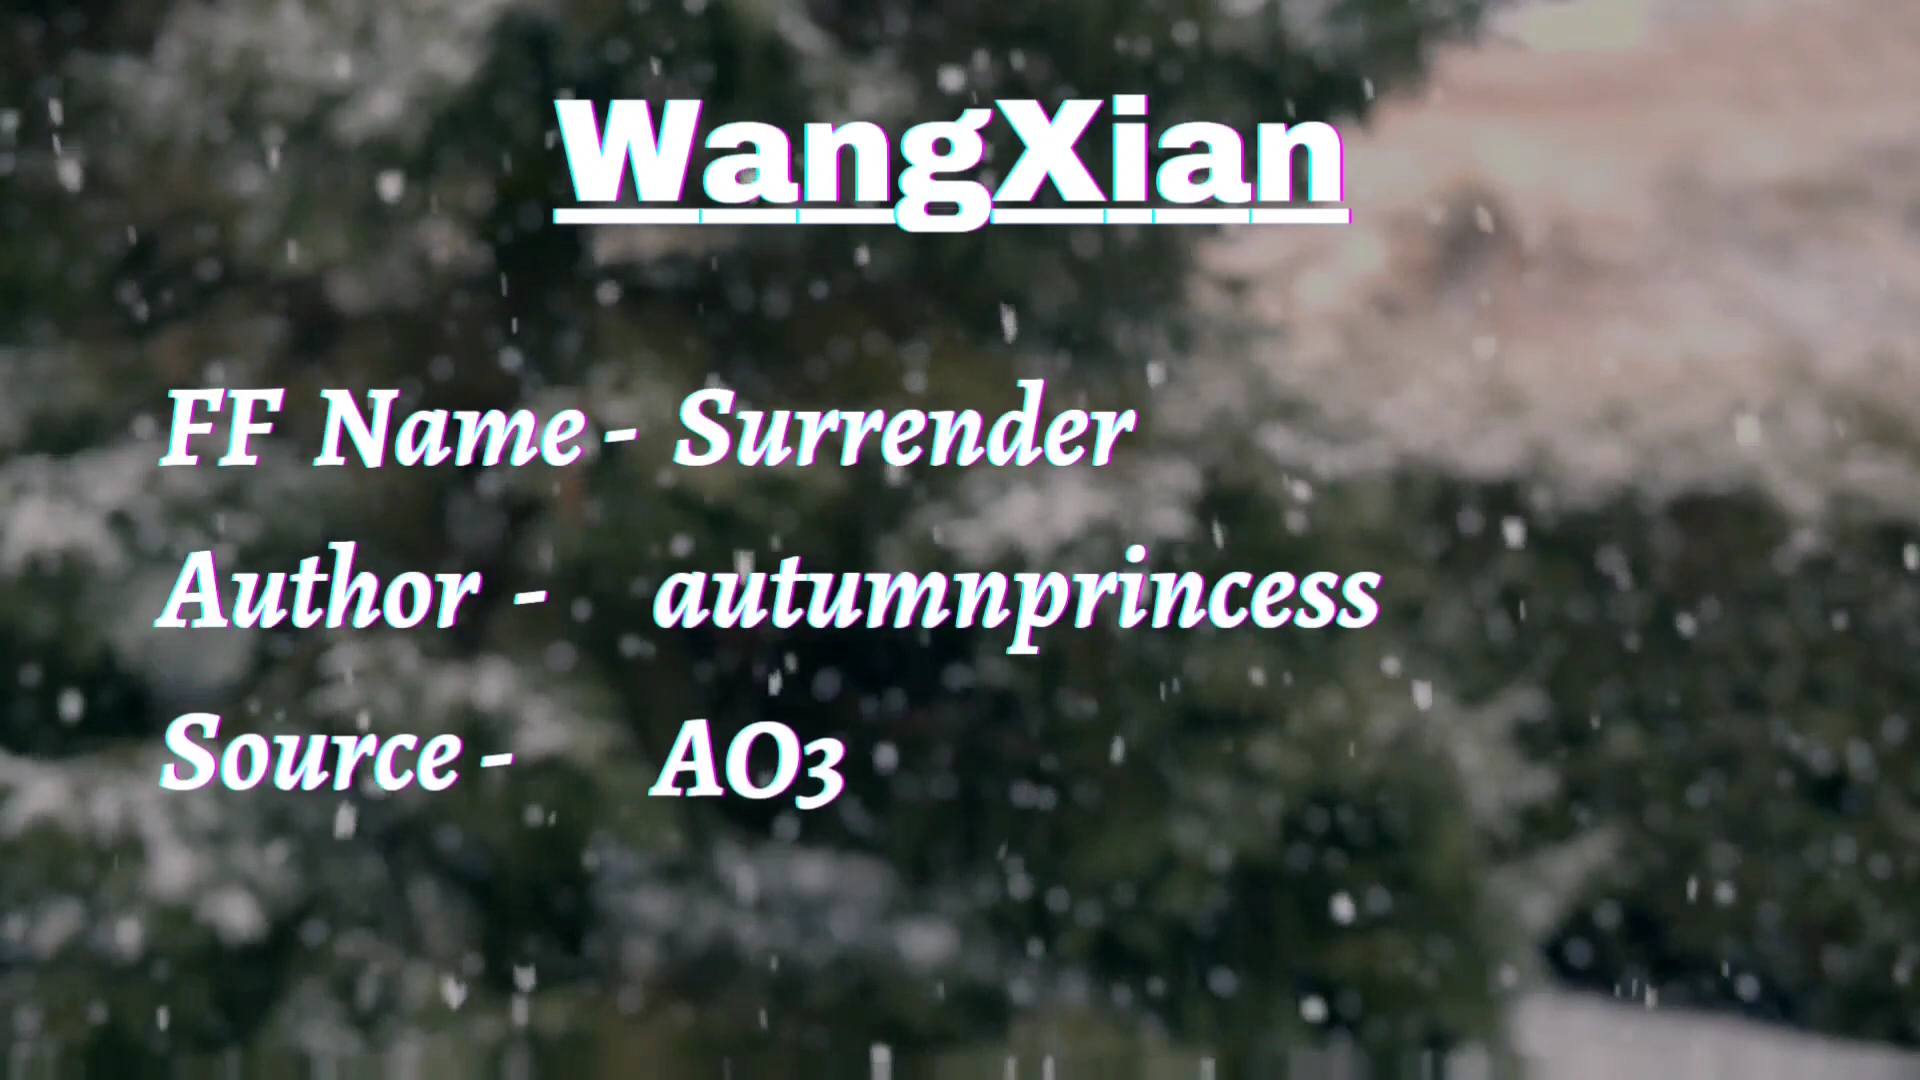 WangXian
FF Name - Surrender
Author - autumnprincess
Source - AO3